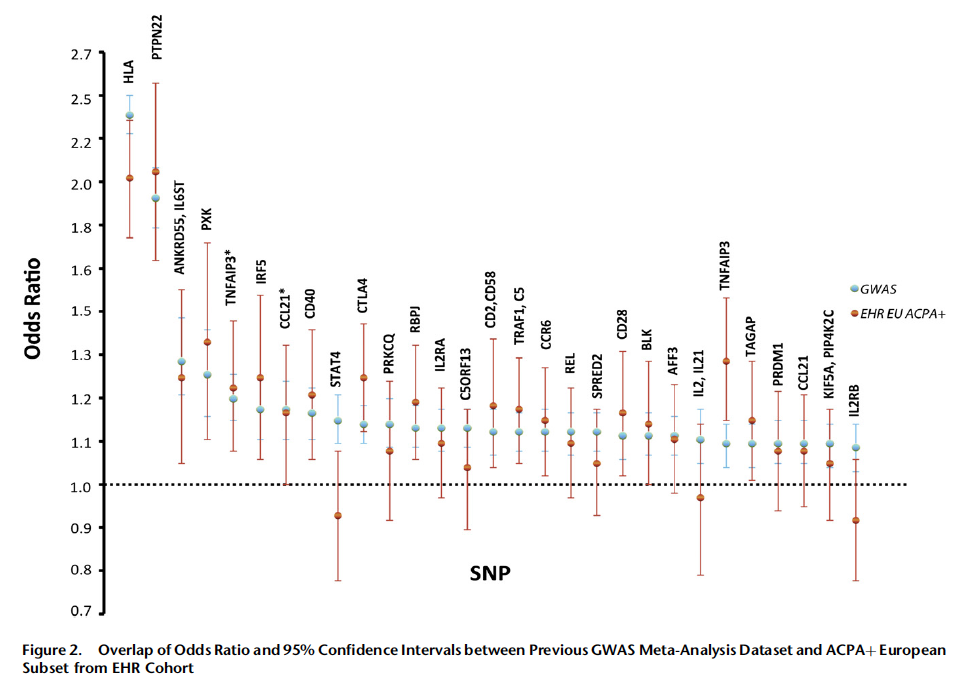 HLA
PTPN22
ANKRD55, IL6ST
PXK
TNFAIP3*
IRF5
CCL21*
CD40
STAT4
CTLA4
PRKCQ
RBPJ
IL2RA
C5ORF13
CD2,CD58
TRAF1, C5
CCR6
REL
SPRED2
CD28
BLK
AFF3
IL2, IL21
TNFAIP3
TAGAP
PRDM1
CCL21
KIF5A, PIP4K2C
IL2RB
Odds Ratio
2.7
2.5
2.2
2.0
1.8
1.6
1.5
1.3
1.2
1.1
1.0
0.9
0.8
0.7
GWAS
EHR EU ACPA+
SNP
Figure 2. Overlap of Odds Ratio and 95% Confidence Intervals between Previous GWAS Meta-Analysis Dataset and ACPA+ European
Subset from EHR Cohort